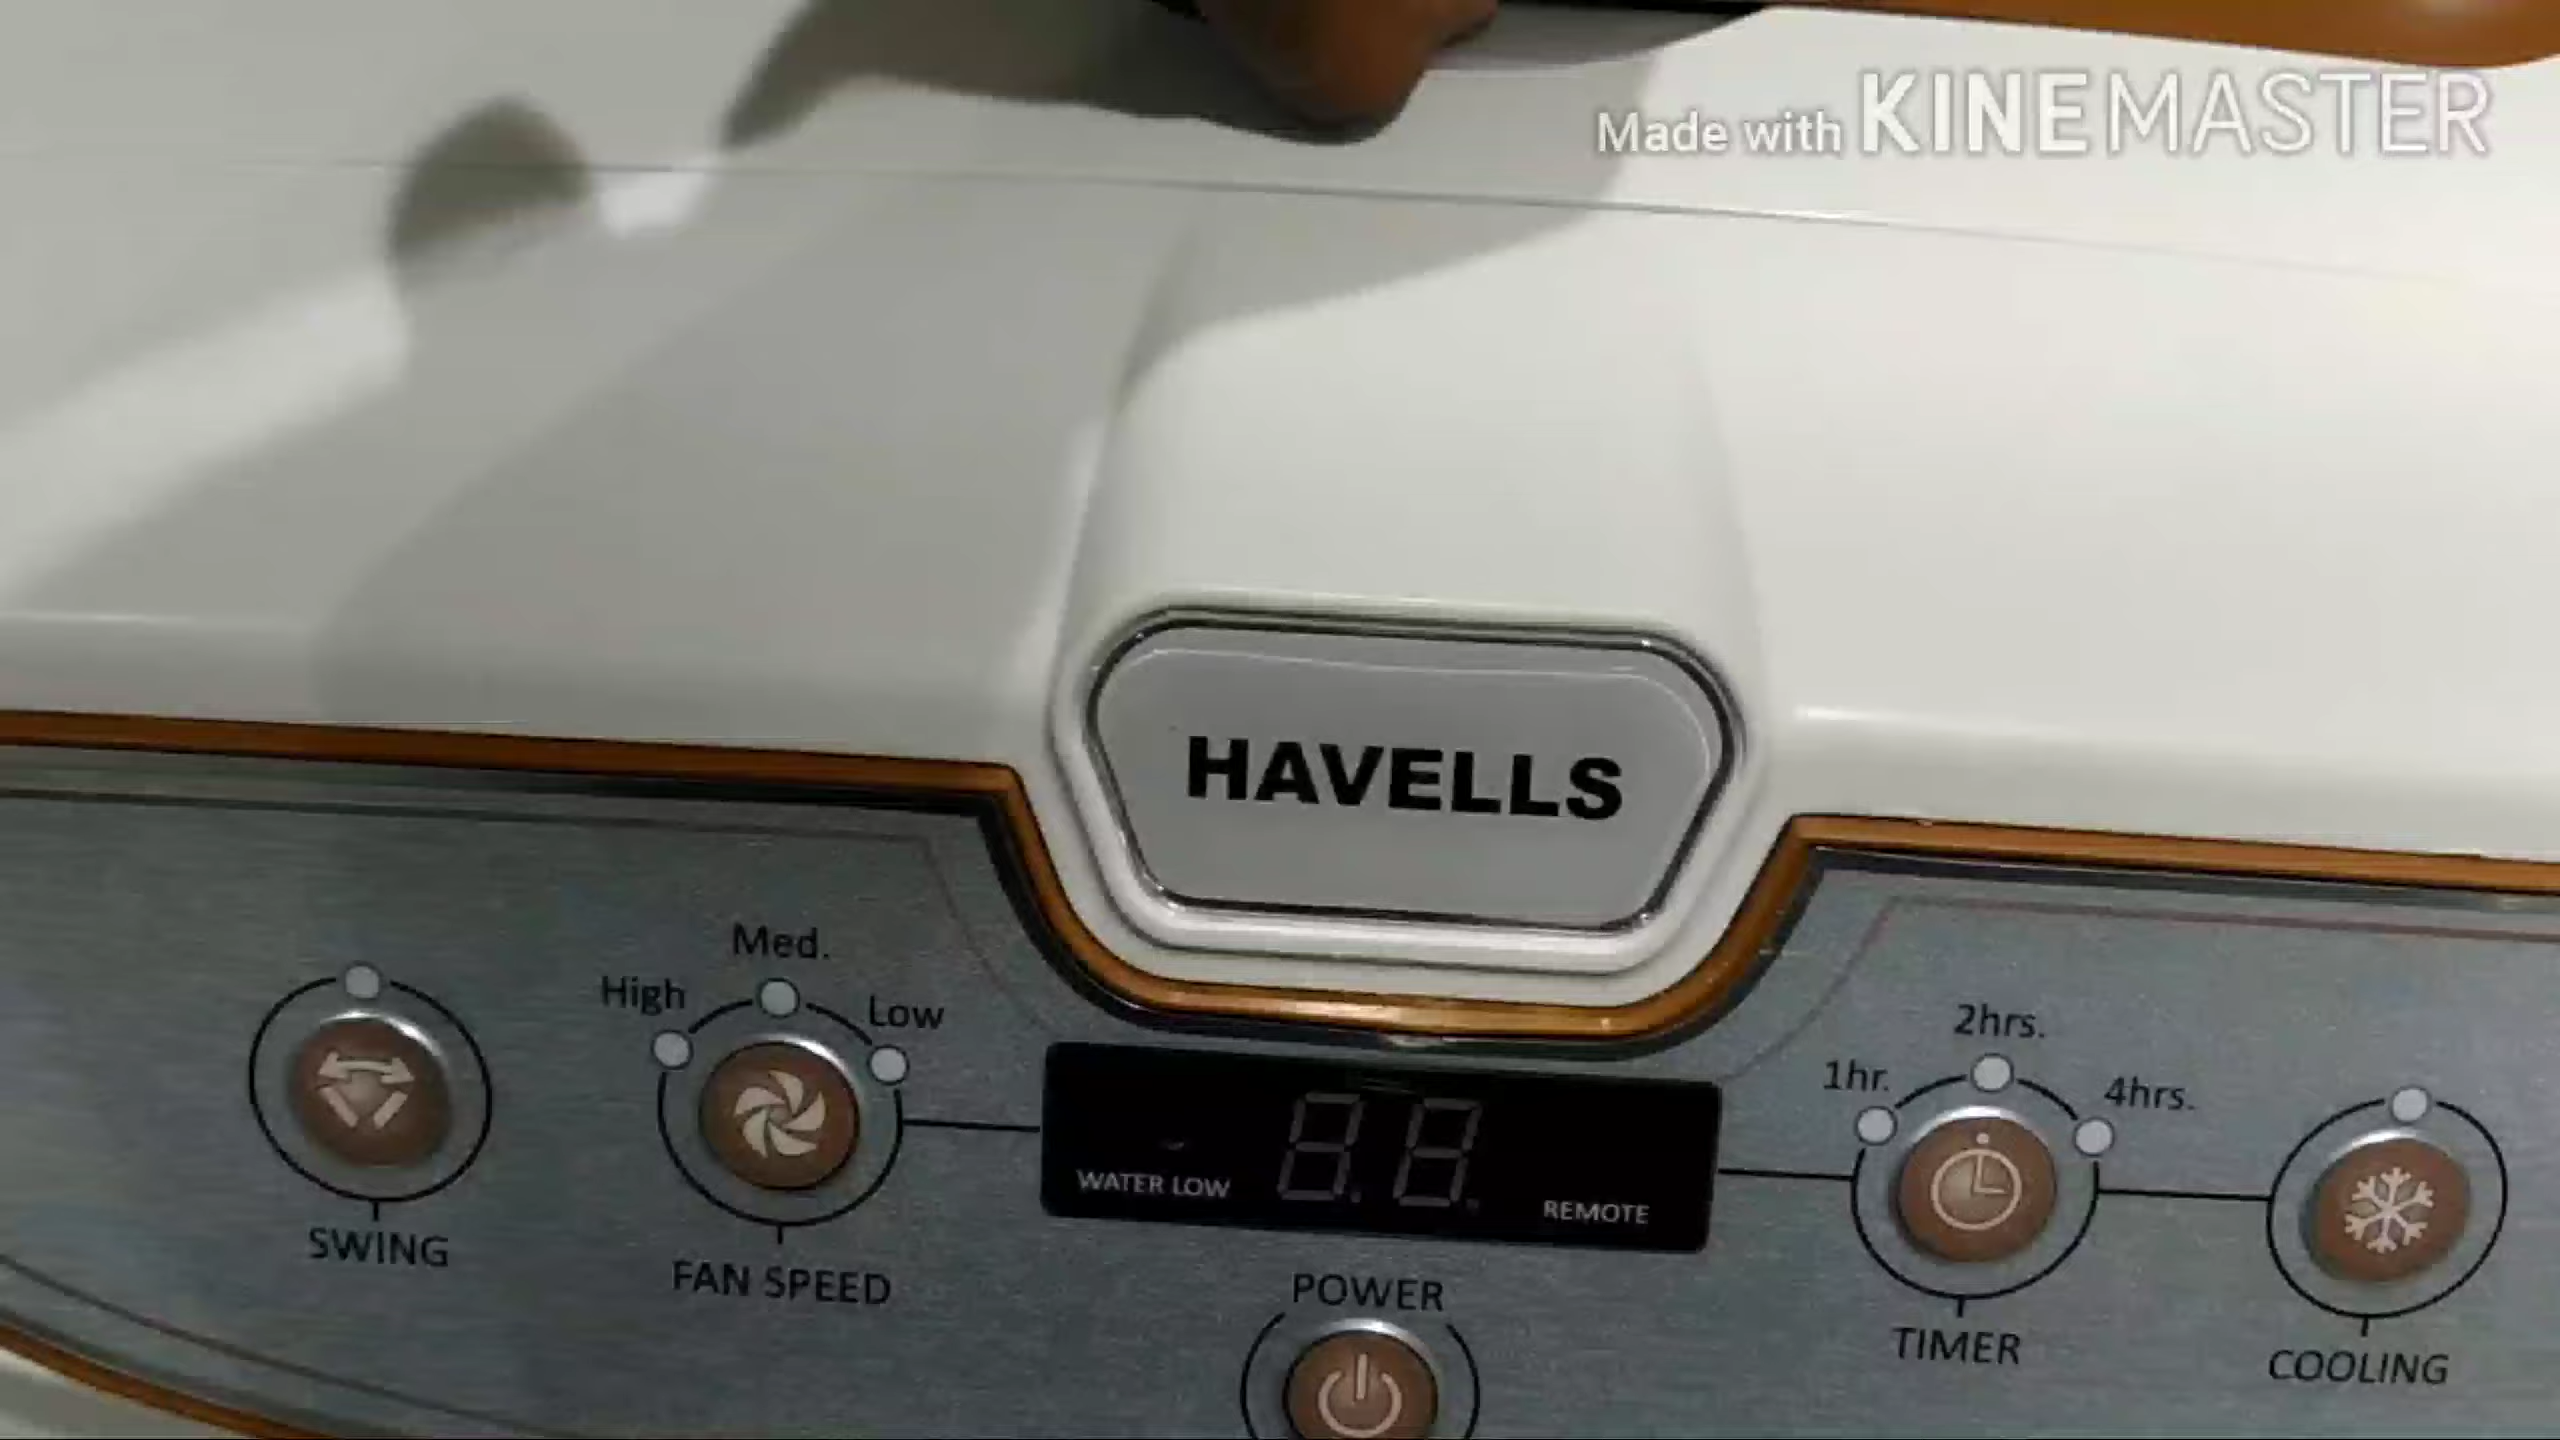 Made with KINEMASTER
HAVELLS
Med.
High
Low
2hrs.
1hr.
4hrs.
WATER LOW
88
REMOTE
SWING
FAN SPEED
POWER
TIMER
COOLING